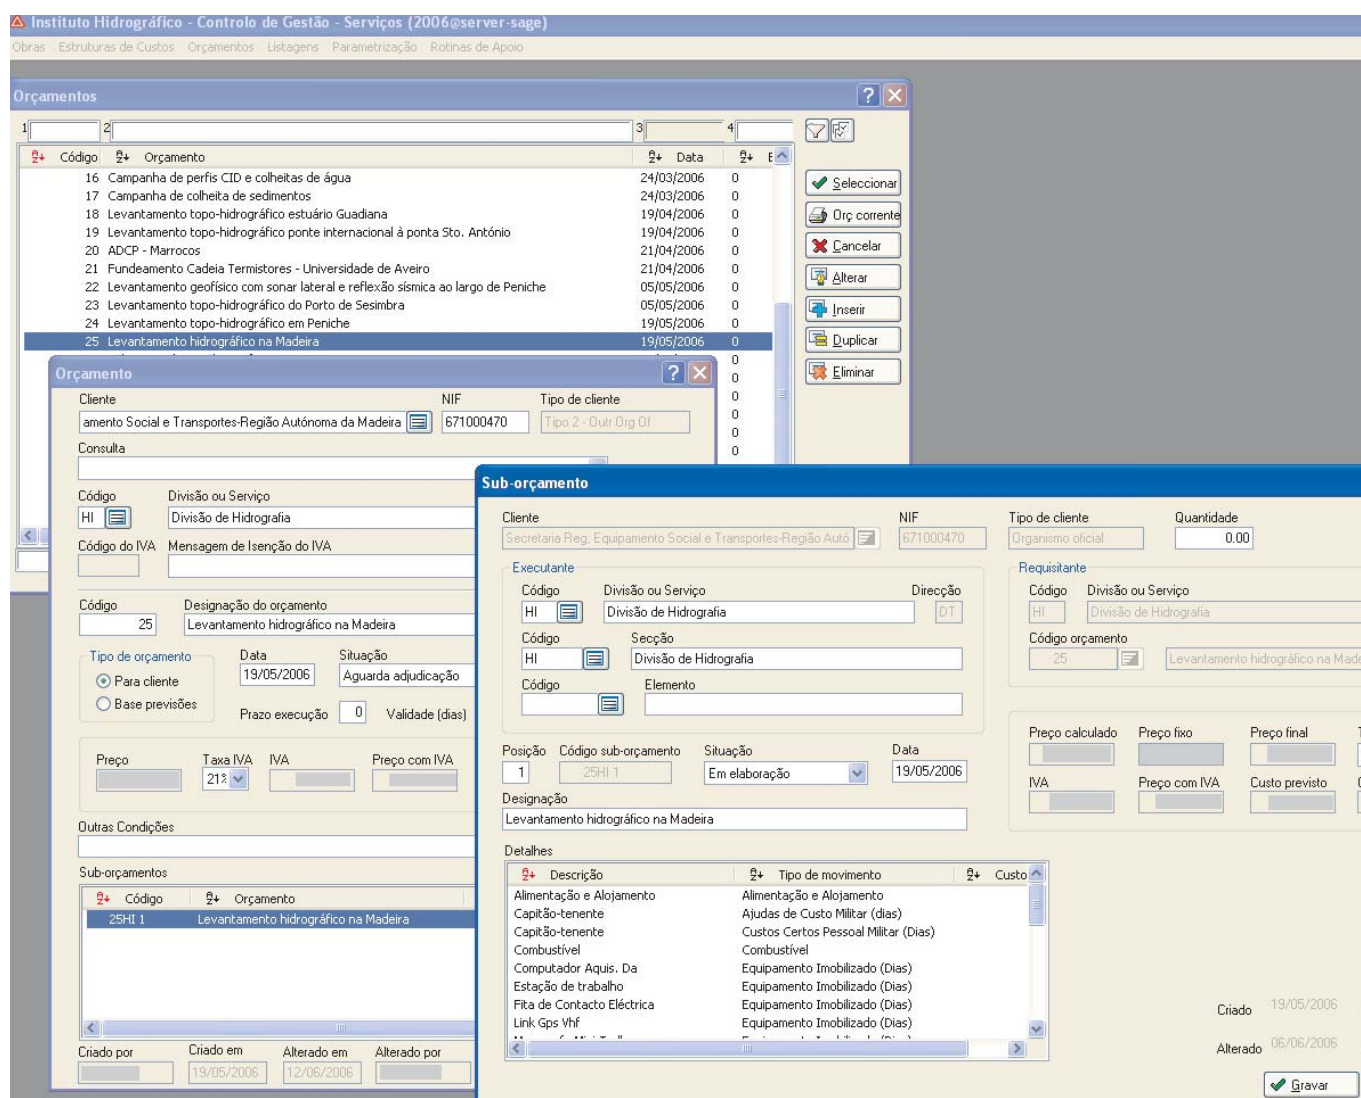 Instituto Hidrográfico - Controlo de Gestão - Serviços (2006@server-sage)
Obras Estruturas de Custos Orçamentos Listagens Parametrização Rotinas de Apoio
Orçamentos
1 2 3 4
Código Orçamento Data E
16 Campanha de perfis CID e colheitas de água 24/03/2006 0
17 Campanha de colheita de sedimentos 24/03/2006 0
18 Levantamento topo-hidrográfico estuário Guadiana 19/04/2006 0
19 Levantamento topo-hidrográfico ponte internacional à ponta Sto. António 19/04/2006 0
20 ADCP - Marrocos 21/04/2006 0
21 Fundeamento Cadeia Termistores - Universidade de Aveiro 21/04/2006 0
22 Levantamento geofísico com sonar lateral e reflexão sísmica ao largo de Peniche 05/05/2006 0
23 Levantamento topo-hidrográfico do Porto de Sesimbra 05/05/2006 0
24 Levantamento topo-hidrográfico em Peniche 19/05/2006 0
25 Levantamento hidrográfico na Madeira 19/05/2006 0
0
0
0
0
0
0
Seleccionar
Orç corrente
Cancelar
Alterar
Inserir
Duplicar
Eliminar
Orçamento
Cliente NIF Tipo de cliente
amento Social e Transportes-Região Autónoma da Madeira 671000470 Tipo 2 - Outr Org Of
Consulta
Código Divisão ou Serviço
HI Divisão de Hidrografia
Código do IVA Mensagem de Isenção do IVA
Código Designação do orçamento
25 Levantamento hidrográfico na Madeira
Tipo de orçamento Data Situação
Para cliente 19/05/2006 Aguarda adjudicação
Base previsões Prazo execução 0 Validade (dias)
Preço Taxa IVA IVA Preço com IVA
21%
Outras Condições
Sub-orçamentos
Código Orçamento
25HI 1 Levantamento hidrográfico na Madeira
Criado por Criado em Alterado em Alterado por
19/05/2006 12/06/2006
Sub-orçamento
Cliente NIF Tipo de cliente Quantidade
Secretaria Reg, Equipamento Social e Transportes-Região Autó 671000470 Organismo oficial 0.00
Executante
Código Divisão ou Serviço Direcção
HI Divisão de Hidrografia DT
Código Secção
HI Divisão de Hidrografia
Código Elemento
Requisitante
Código Divisão ou Serviço
HI Divisão de Hidrografia
Código orçamento
25 Levantamento hidrográfico na Made
Posição Código sub-orçamento Situação Data
1 25HI 1 Em elaboração 19/05/2006
Preço calculado Preço fixo Preço final
IVA Preço com IVA Custo previsto
Designação
Levantamento hidrográfico na Madeira
Detalhes
Descrição Tipo de movimento Custo
Alimentação e Alojamento Alimentação e Alojamento
Capitão-tenente Ajudas de Custo Militar (dias)
Capitão-tenente Custos Certos Pessoal Militar (Dias)
Combustível Combustível
Computador Aquis. Da Equipamento Imobilizado (Dias)
Estação de trabalho Equipamento Imobilizado (Dias)
Fita de Contacto Eléctrica Equipamento Imobilizado (Dias)
Link Gps Vhf Equipamento Imobilizado (Dias)
Criado 19/05/2006
Alterado 06/06/2006
Gravar